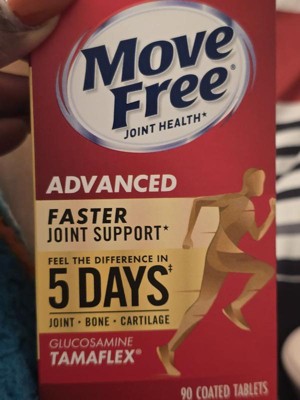 Move
Free®
JOINT HEALTH*
ADVANCED
FASTER
JOINT SUPPORT*
FEEL THE DIFFERENCE IN
5 DAYS‡
JOINT • BONE • CARTILAGE
GLUCOSAMINE
TAMAFLEX®
90 COATED TABLETS